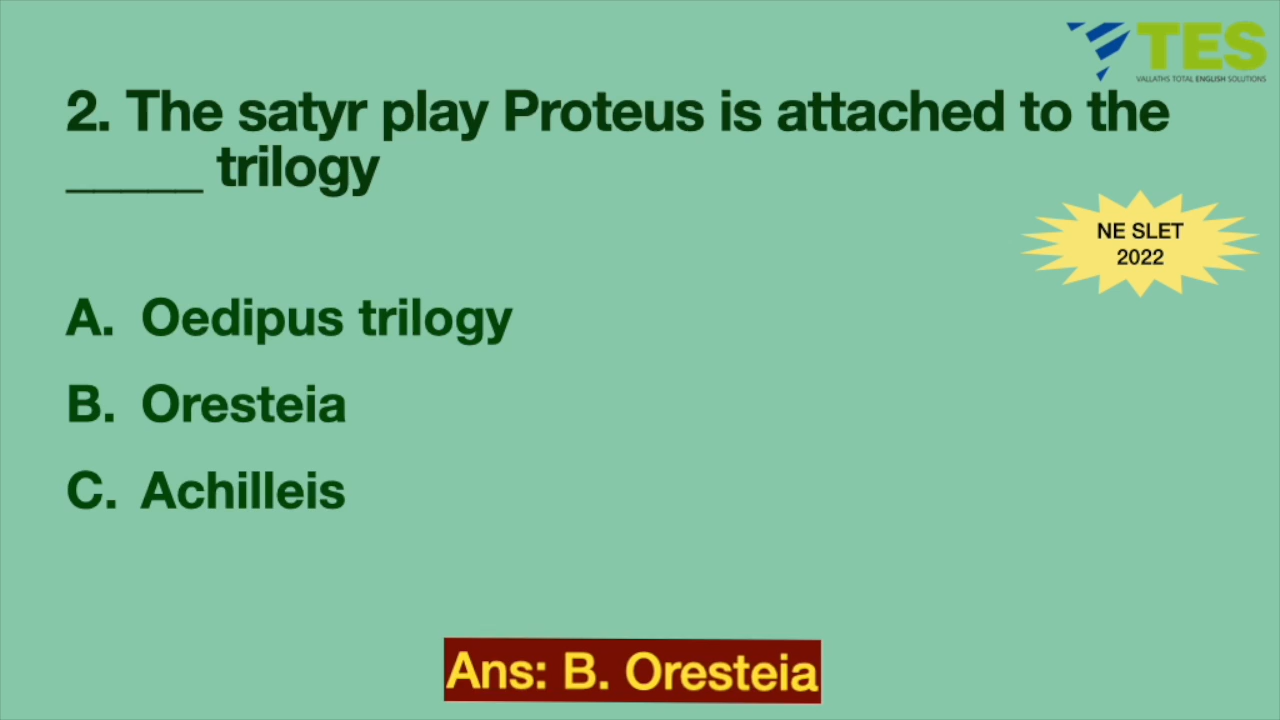 TES
VALLATHS TOTAL ENGLISH SOLUTIONS
2. The satyr play Proteus is attached to the
_____ trilogy
NE SLET
2022
A. Oedipus trilogy
B. Oresteia
C. Achilleis
Ans: B. Oresteia